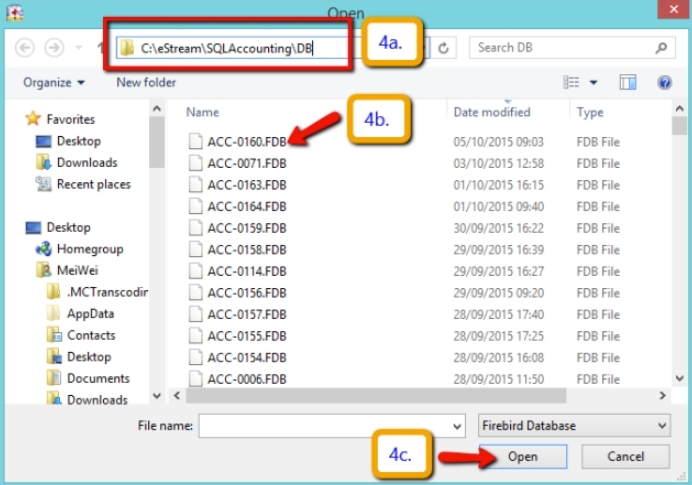 Open
C:\eStream\SQLAccounting\DB
4a.
Search DB
Organize
New folder
Name
Date modified
Type
4b.
Favorites
Desktop
Downloads
Recent places
Desktop
Homegroup
MeiWei
.MCTranscodin
AppData
Contacts
Desktop
Documents
Downloads
ACC-0160.FDB 05/10/2015 09:03 FDB File
ACC-0071.FDB 03/10/2015 12:58 FDB File
ACC-0163.FDB 01/10/2015 16:15 FDB File
ACC-0164.FDB 01/10/2015 09:40 FDB File
ACC-0159.FDB 30/09/2015 16:22 FDB File
ACC-0158.FDB 29/09/2015 16:39 FDB File
ACC-0114.FDB 29/09/2015 16:27 FDB File
ACC-0156.FDB 29/09/2015 09:20 FDB File
ACC-0157.FDB 28/09/2015 17:40 FDB File
ACC-0155.FDB 28/09/2015 17:25 FDB File
ACC-0154.FDB 28/09/2015 16:08 FDB File
ACC-0006.FDB 28/09/2015 11:50 FDB File
File name:
Firebird Database
4c.
Open
Cancel